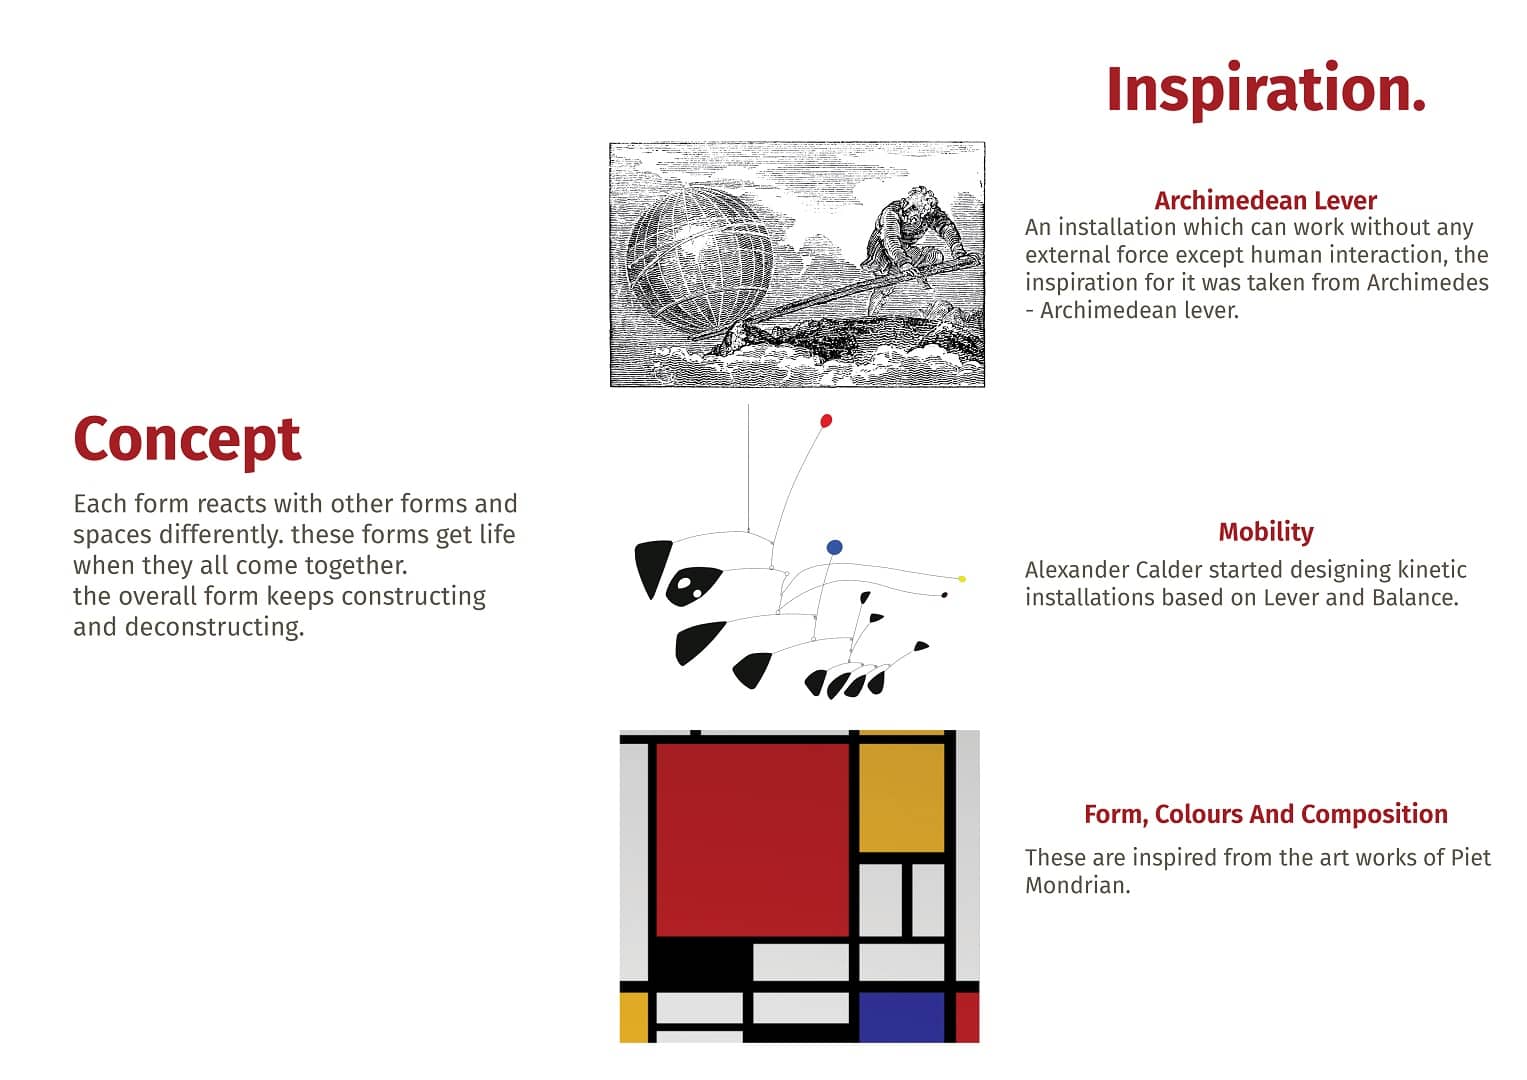 Concept
Each form reacts with other forms and
spaces differently. these forms get life
when they all come together.
the overall form keeps constructing
and deconstructing.
Inspiration.
Archimedean Lever
An installation which can work without any
external force except human interaction, the
inspiration for it was taken from Archimedes
- Archimedean lever.
Mobility
Alexander Calder started designing kinetic
installations based on Lever and Balance.
Form, Colours And Composition
These are inspired from the art works of Piet
Mondrian.